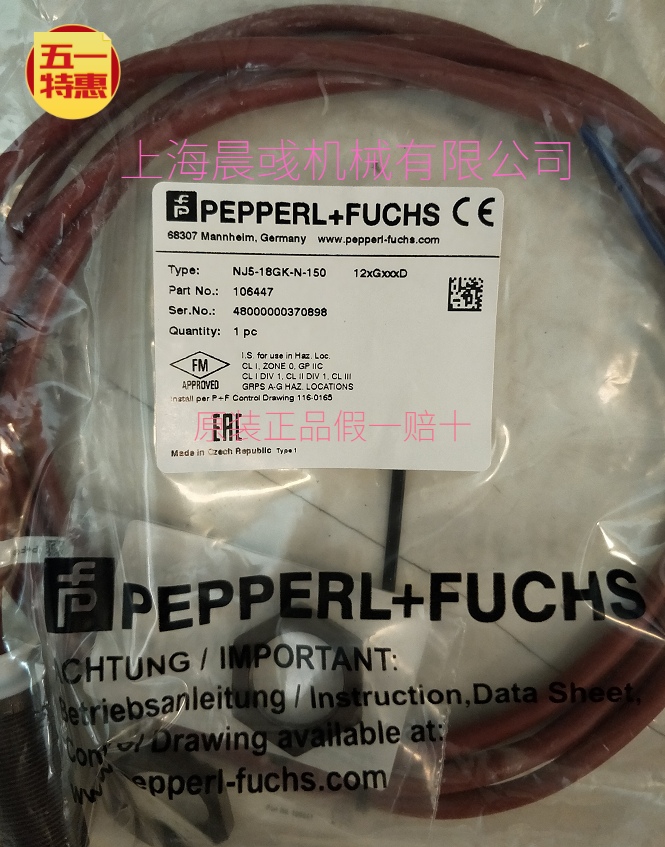 五一
特惠
上海晨彧机械有限公司
PEPPERL+FUCHS CE
68307 Mannheim, Germany www.pepperl-fuchs.com
Type: NJ5-18GK-N-150 12xGxxxD
Part No.: 106447
Ser.No.: 48000000370898
Quantity: 1 pc
FM
APPROVED
I.S. for use in Haz. Loc.
CL I, ZONE 0, GP IIC
CL I DIV 1, CL II DIV 1, CL III
GRPS A-G HAZ. LOCATIONS
Install per P+F Control Drawing 116-0165
EAC
原装正品假一赔十
Made in Czech Republic Type 1
PEPPERL+FUCHS
ACHTUNG / IMPORTANT:
Betriebsanleitung / Instruction, Data Sheet,
Drawing available at:
epperl-fuchs.com